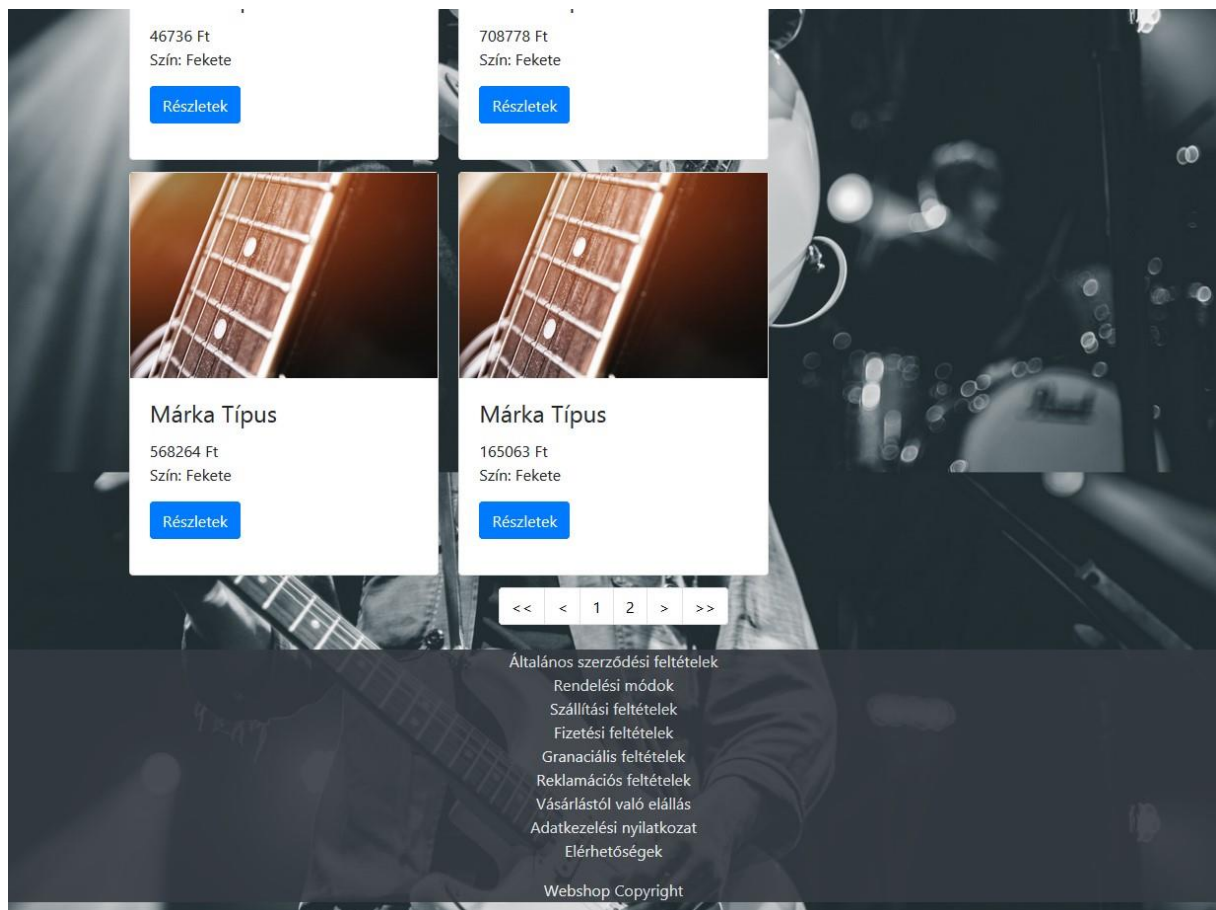 46736 Ft
Szín: Fekete
Részletek
708778 Ft
Szín: Fekete
Részletek
Márka Típus
568264 Ft
Szín: Fekete
Részletek
Márka Típus
165063 Ft
Szín: Fekete
Részletek
<< < 1 2 > >>
Általános szerződési feltételek
Rendelési módok
Szállítási feltételek
Fizetési feltételek
Granaciális feltételek
Reklamációs feltételek
Vásárlástól való elállás
Adatkezelési nyilatkozat
Elérhetőségek
Webshop Copyright